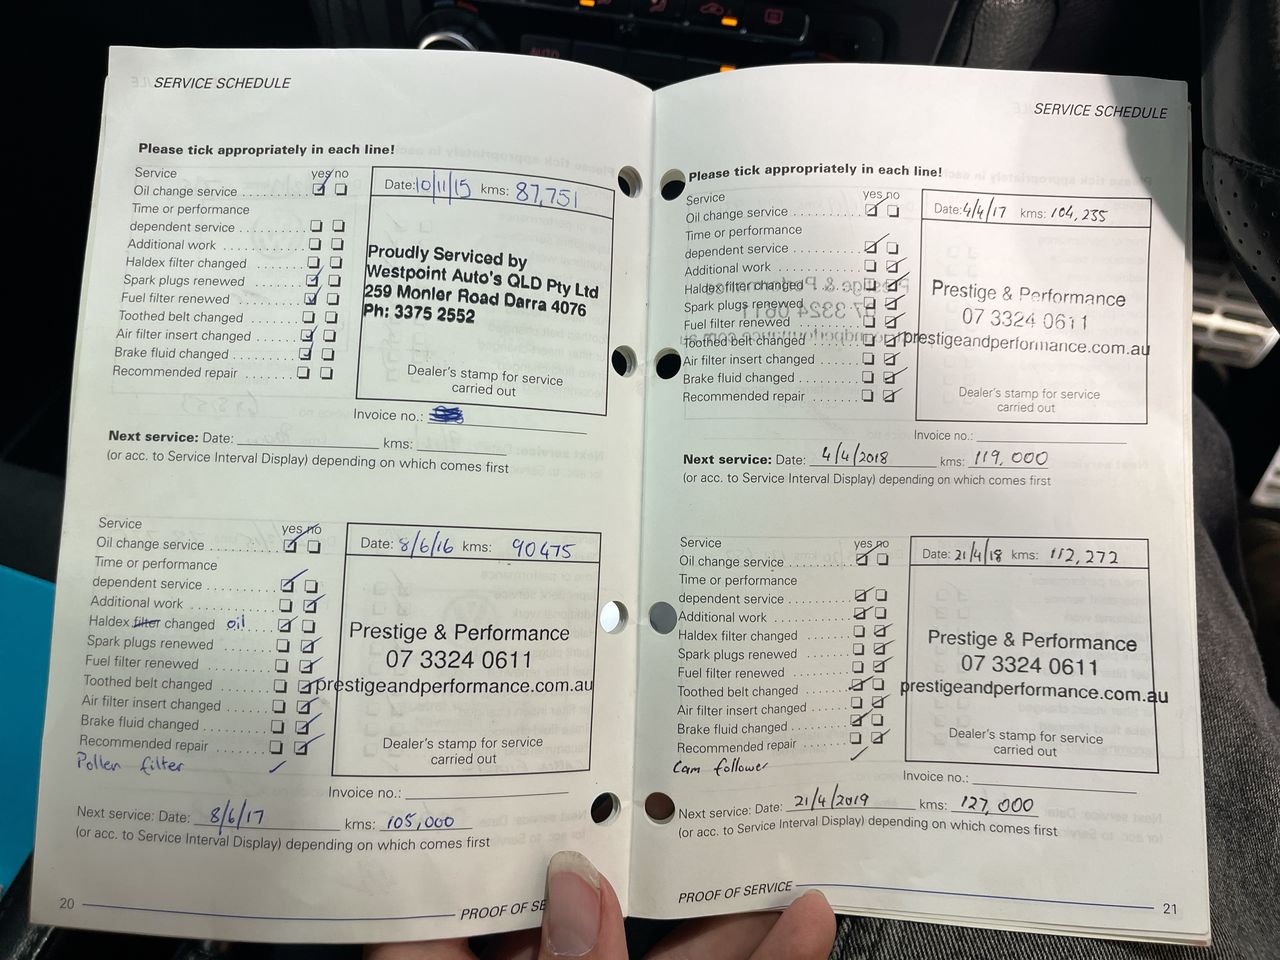 SERVICE SCHEDULE
Please tick appropriately in each line!
Service yes no
Oil change service
Time or performance
dependent service
Additional work
Haldex filter changed
Spark plugs renewed
Fuel filter renewed
Toothed belt changed
Air filter insert changed
Brake fluid changed
Recommended repair
Date: 10/11/15 kms: 87,751
Proudly Serviced by
Westpoint Auto's QLD Pty Ltd
259 Monier Road Darra 4076
Ph: 3375 2552
Dealer's stamp for service
carried out
Invoice no.:
Next service: Date: kms:
(or acc. to Service Interval Display) depending on which comes first
Service yes no
Oil change service
Time or performance
dependent service
Additional work
Haldex filter changed oil
Spark plugs renewed
Fuel filter renewed
Toothed belt changed
Air filter insert changed
Brake fluid changed
Recommended repair
Pollen filter
Date: 8/6/16 kms: 90475
Prestige & Performance
07 3324 0611
prestigeandperformance.com.au
Dealer's stamp for service
carried out
Invoice no.:
Next service: Date: 8/6/17 kms: 105,000
(or acc. to Service Interval Display) depending on which comes first
20 PROOF OF SE
SERVICE SCHEDULE
Please tick appropriately in each line!
Service yes no
Oil change service
Time or performance
dependent service
Additional work
Haldex filter changed
Spark plugs renewed
Fuel filter renewed
Toothed belt changed
Air filter insert changed
Brake fluid changed
Recommended repair
Date: 4/4/17 kms: 104,235
Prestige & Performance
07 3324 0611
prestigeandperformance.com.au
Dealer's stamp for service
carried out
Invoice no.:
Next service: Date: 4/4/2018 kms: 119,000
(or acc. to Service Interval Display) depending on which comes first
Service yes no
Oil change service
Time or performance
dependent service
Additional work
Haldex filter changed
Spark plugs renewed
Fuel filter renewed
Toothed belt changed
Air filter insert changed
Brake fluid changed
Recommended repair
Cam follower
Date: 21/4/18 kms: 112,272
Prestige & Performance
07 3324 0611
prestigeandperformance.com.au
Dealer's stamp for service
carried out
Invoice no.:
Next service: Date: 21/4/2019 kms: 127,000
(or acc. to Service Interval Display) depending on which comes first
PROOF OF SERVICE 21